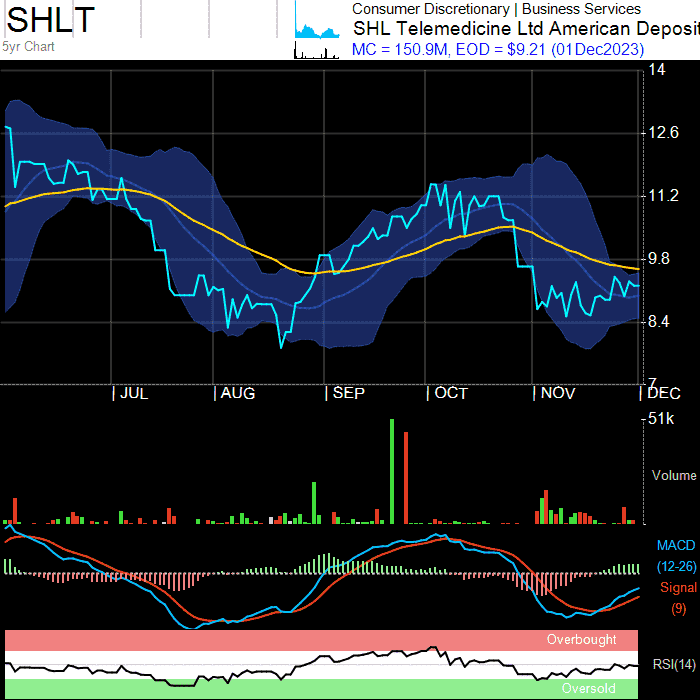 SHLT
5yr Chart
Consumer Discretionary | Business Services
SHL Telemedicine Ltd American Deposit
MC = 150.9M, EOD = $9.21 (01Dec2023)
14
12.6
11.2
9.8
8.4
7
JUL
AUG
SEP
OCT
NOV
DEC
51k
Volume
MACD
(12-26)
Signal
(9)
Overbought
RSI(14)
Oversold